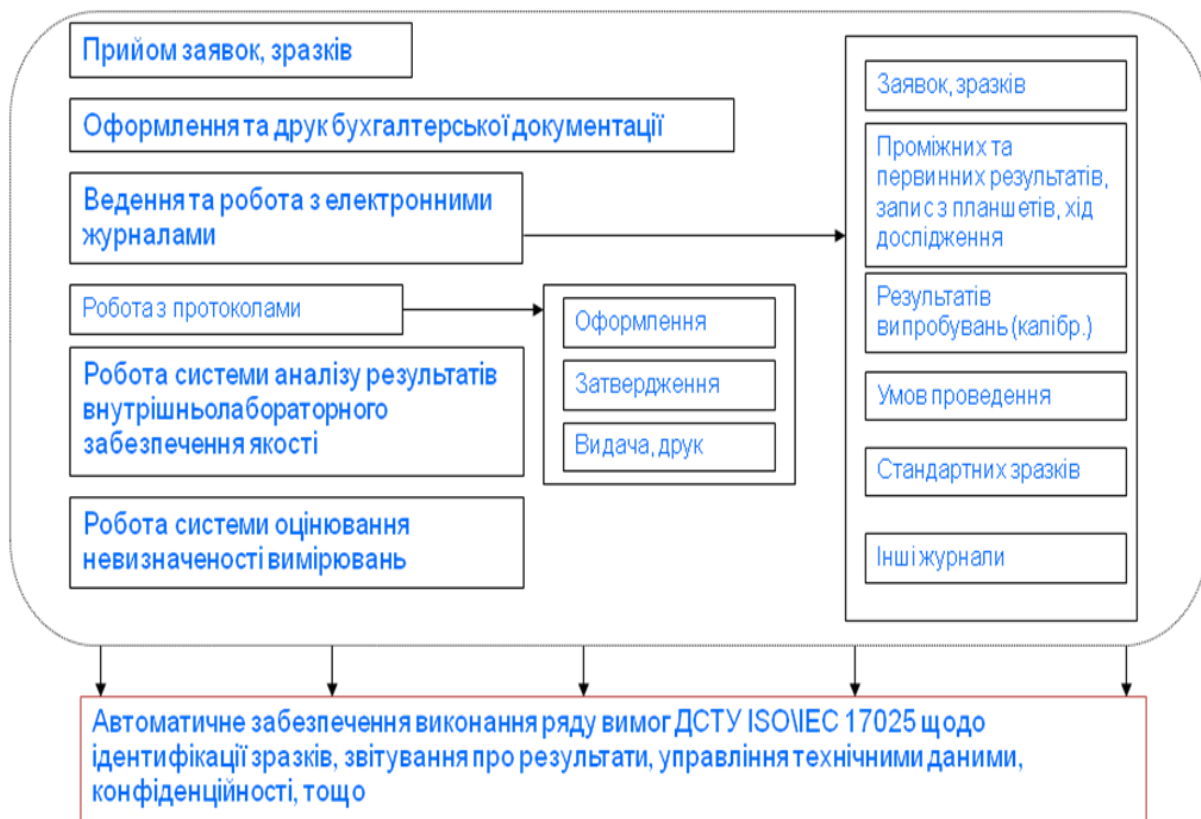 Прийом заявок, зразків
Оформлення та друк бухгалтерської документації
Ведення та робота з електронними
журналами
Робота з протоколами
Робота системи аналізу результатів
внутрішньолабораторного
забезпечення якості
Робота системи оцінювання
невизначеності вимірювань
Оформлення
Затвердження
Видача, друк
Заявок, зразків
Проміжних та
первинних результатів,
запис з планшетів, хід
дослідження
Результатів
випробувань (калібр.)
Умов проведення
Стандартних зразків
Інші журнали
Автоматичне забезпечення виконання ряду вимог ДСТУ ISO\IEC 17025 щодо
ідентифікації зразків, звітування про результати, управління технічними даними,
конфіденційності, тощо